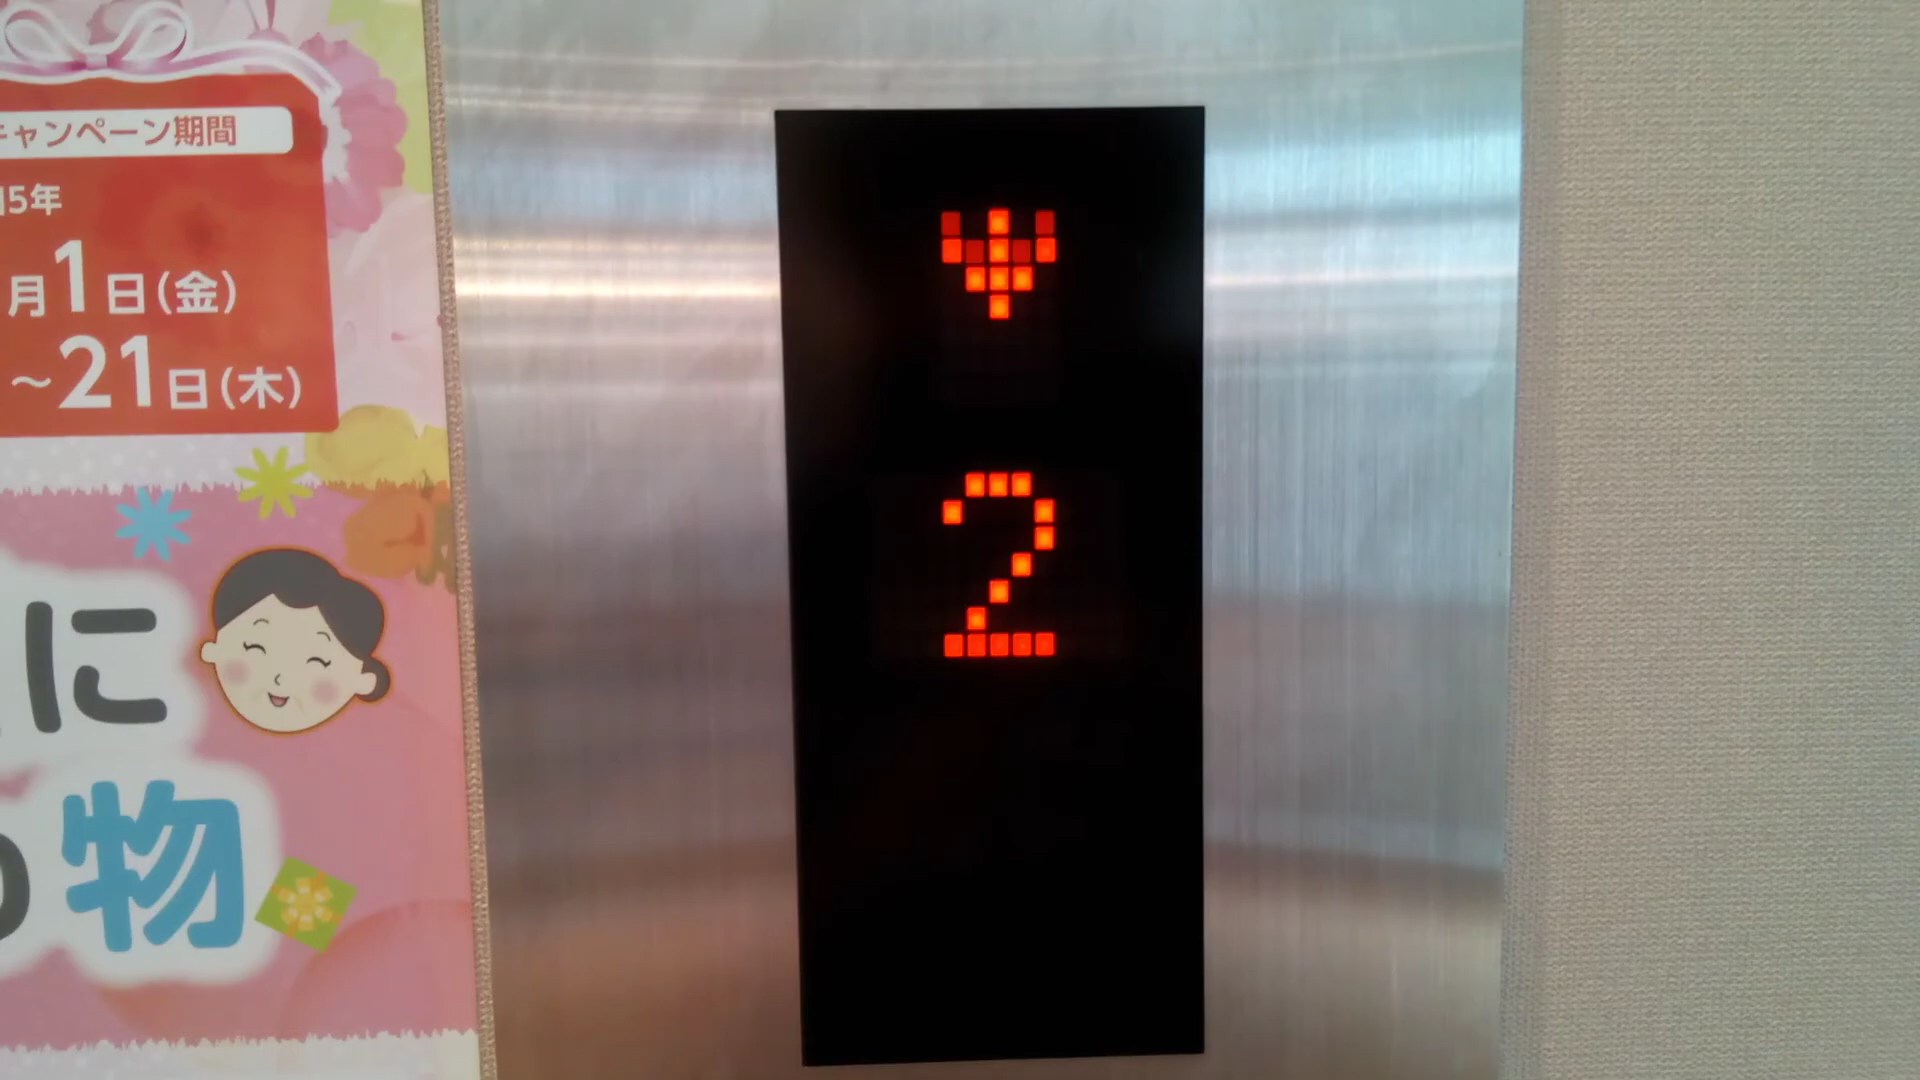 キャンペーン期間
5年
月1日(金)
〜21日(木)
に
物
2